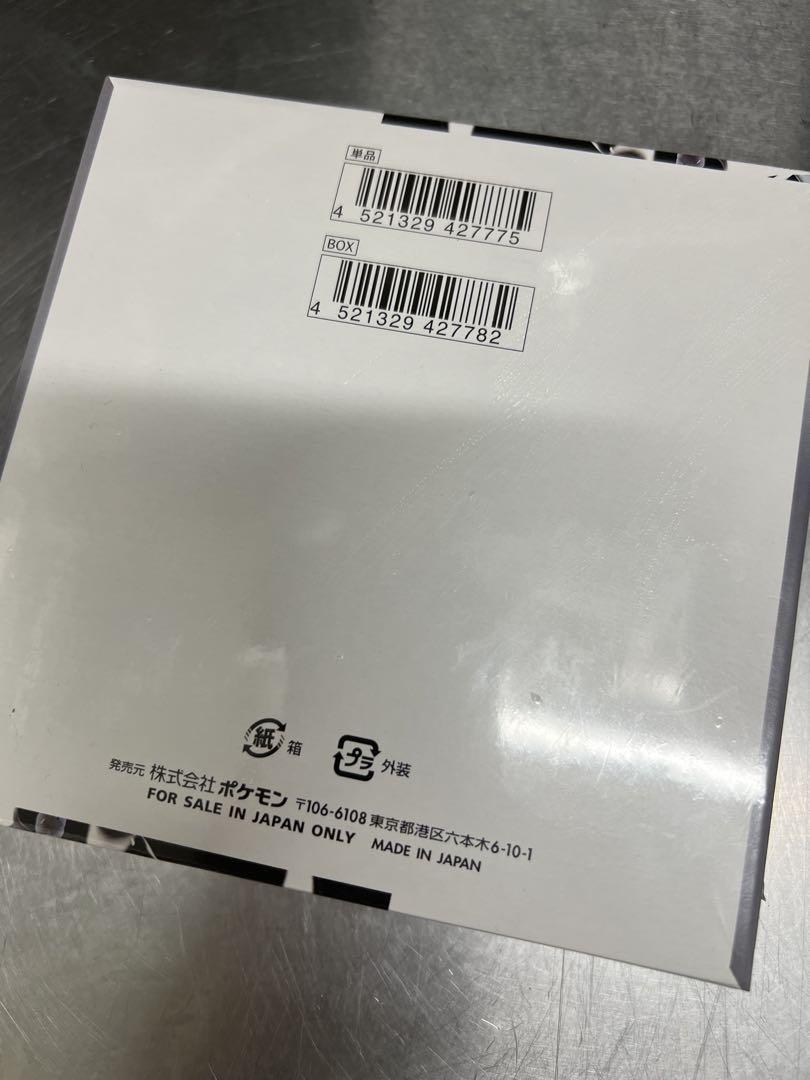 単品
4 521329 427775
BOX
4 521329 427782
紙 箱
プラ 外装
発売元 株式会社ポケモン 〒106-6108 東京都港区六本木6-10-1
FOR SALE IN JAPAN ONLY MADE IN JAPAN